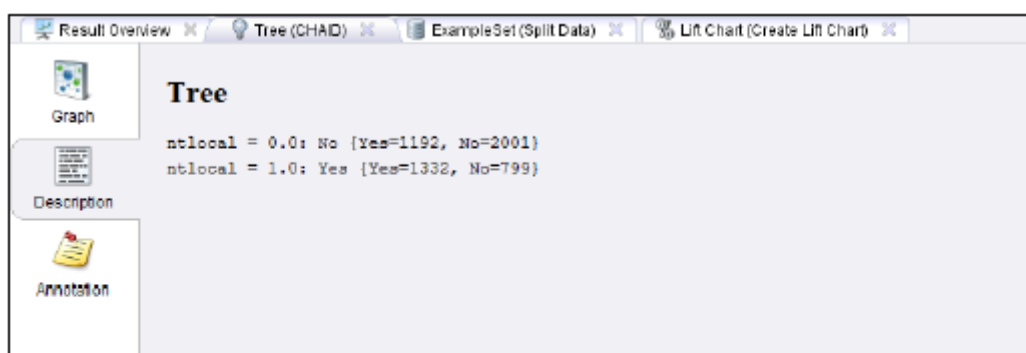 Result Overview
Tree (CHAID)
ExampleSet (Split Data)
Lift Chart (Create Lift Chart)
Graph
Description
Annotation
Tree
ntlocal = 0.0: No {Yes=1192, No=2001}
ntlocal = 1.0: Yes {Yes=1332, No=799}